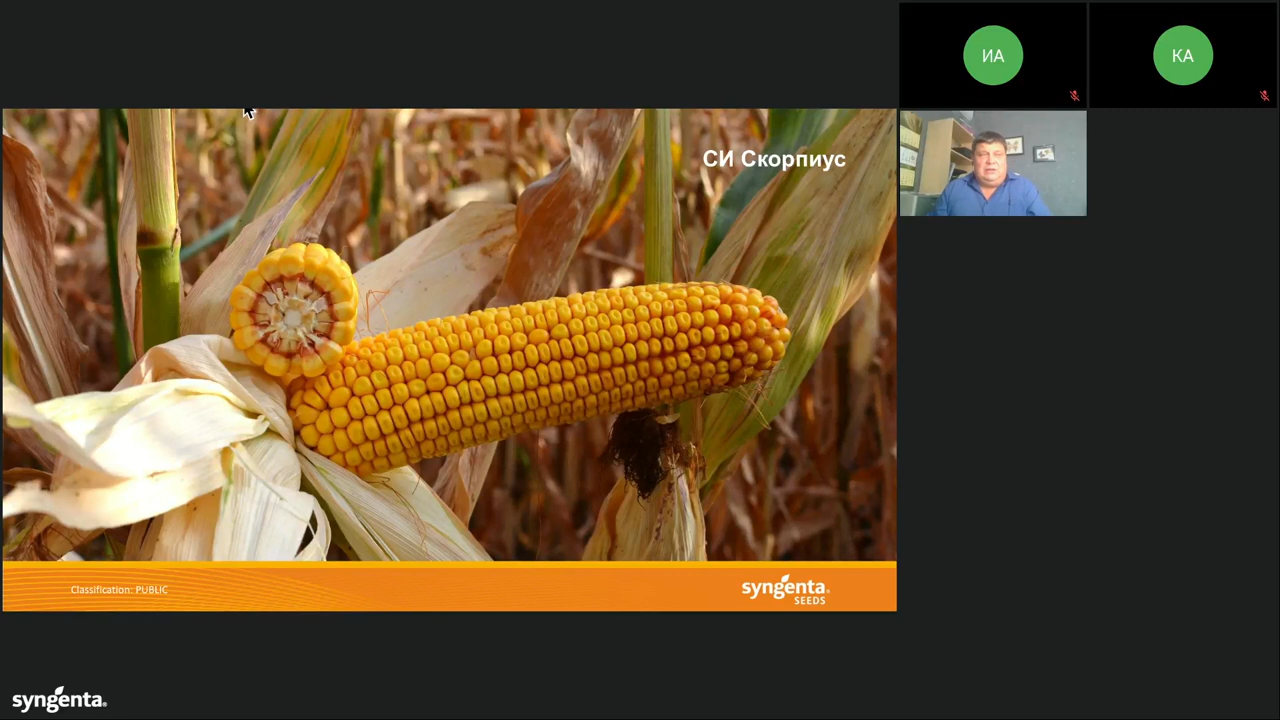 ИА
КА
СИ Скорпиус
Classification: PUBLIC
syngenta
SEEDS
syngenta